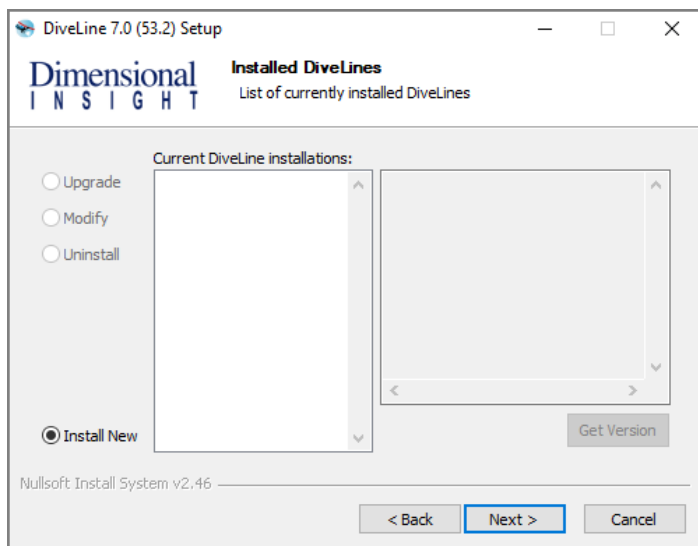 DiveLine 7.0 (53.2) Setup
Dimensional
INSIGHT
Installed DiveLines
List of currently installed DiveLines
Current DiveLine installations:
Upgrade
Modify
Uninstall
Install New
Get Version
Nullsoft Install System v2.46
< Back
Next >
Cancel